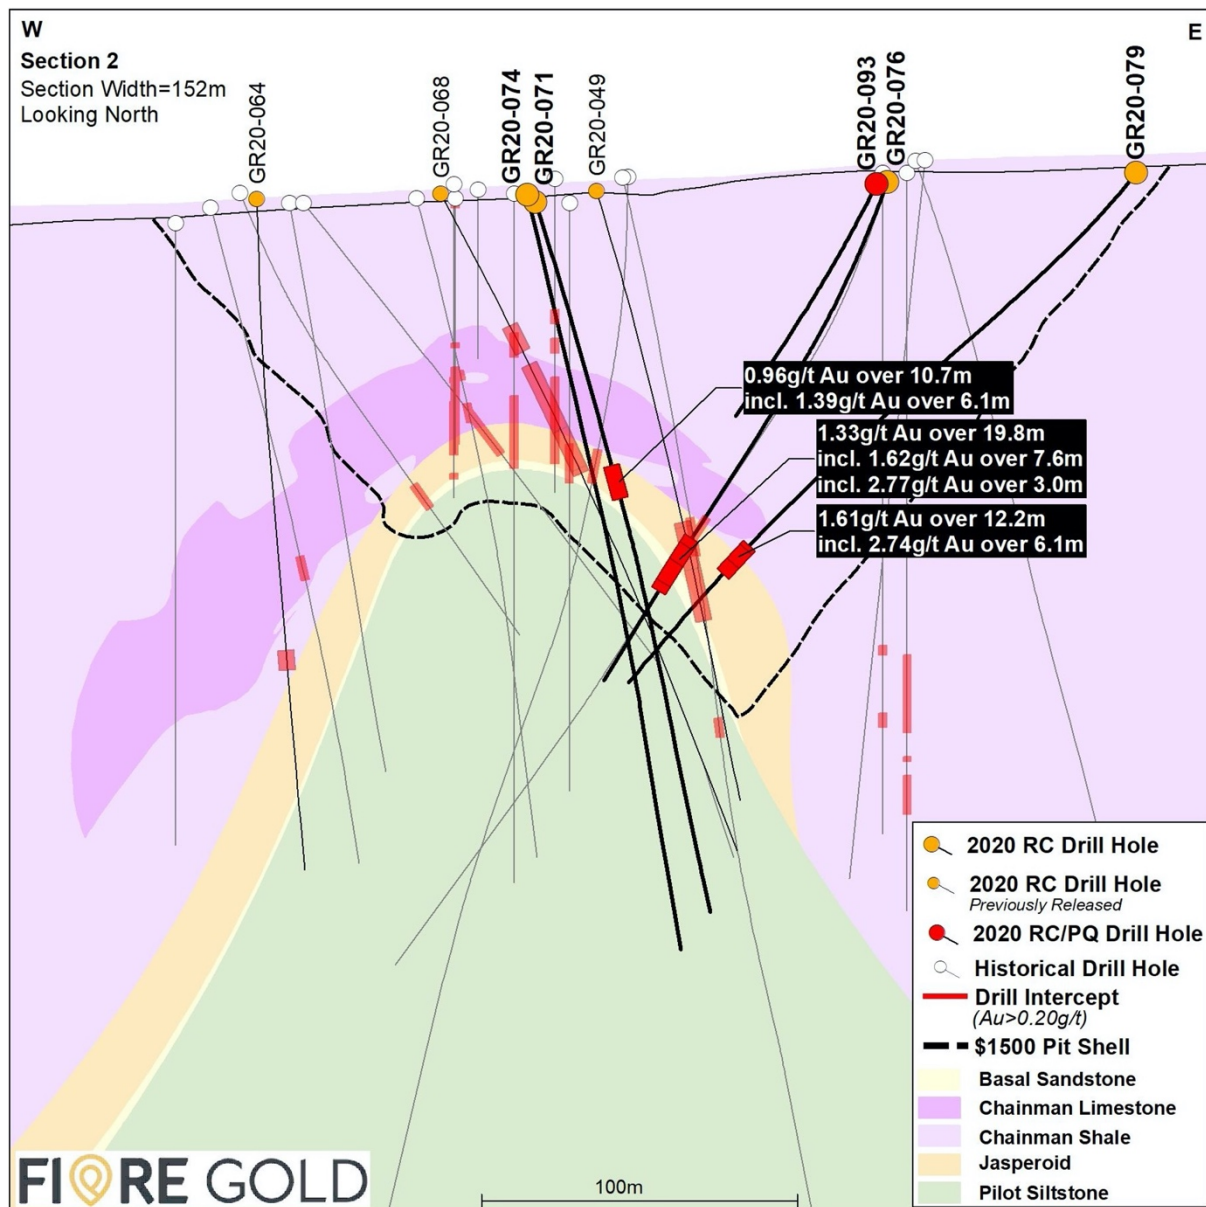 W
E
Section 2
Section Width=152m
Looking North
GR20-064
GR20-068
GR20-074
GR20-071
GR20-049
GR20-093
GR20-076
GR20-079
0.96g/t Au over 10.7m
incl. 1.39g/t Au over 6.1m
1.33g/t Au over 19.8m
incl. 1.62g/t Au over 7.6m
incl. 2.77g/t Au over 3.0m
1.61g/t Au over 12.2m
incl. 2.74g/t Au over 6.1m
2020 RC Drill Hole
2020 RC Drill Hole
Previously Released
2020 RC/PQ Drill Hole
Historical Drill Hole
Drill Intercept
(Au>0.20g/t)
$1500 Pit Shell
Basal Sandstone
Chainman Limestone
Chainman Shale
Jasperoid
Pilot Siltstone
FIORE GOLD
100m